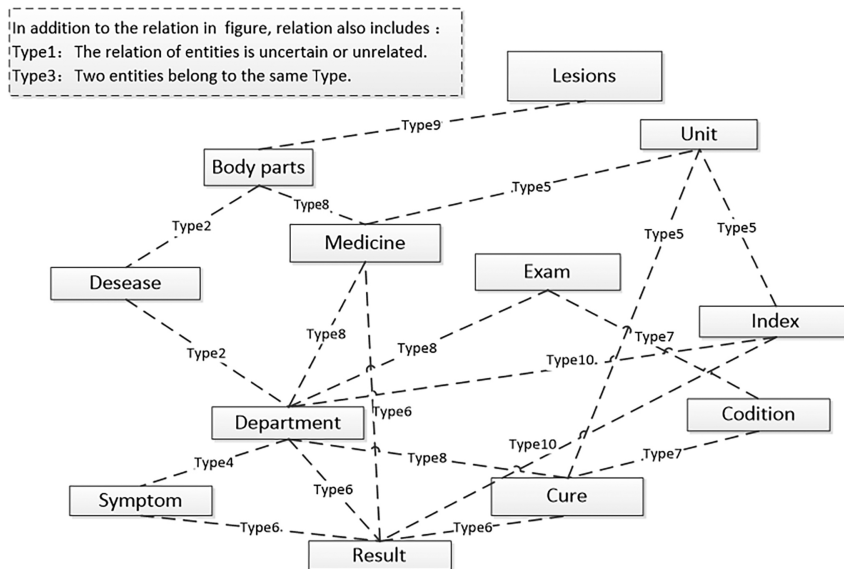 In addition to the relation in figure, relation also includes：
Type1：The relation of entities is uncertain or unrelated.
Type3：Two entities belong to the same Type.
Lesions
Type9
Unit
Body parts
Type5
Type8
Type2
Type5
Type5
Medicine
Exam
Desease
Index
Type8
Type7
Type8
Type2
Type10
Type6
Codition
Department
Type10
Type8
Type7
Type4
Type6
Symptom
Cure
Type6
Type6
Result